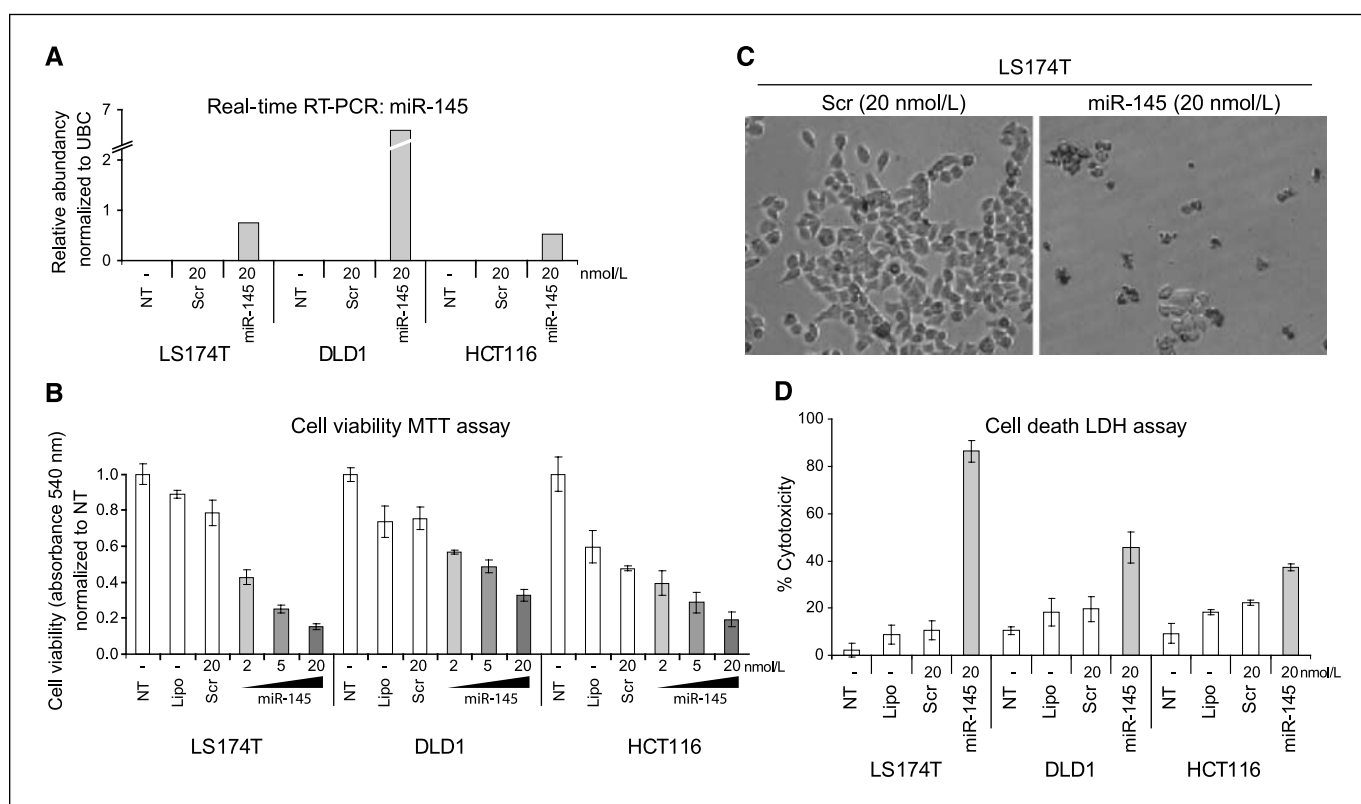 A
Real-time RT-PCR: miR-145
Relative abundancy
normalized to UBC
7
2
1
0
- 20 20 - 20 20 - 20 20 nmol/L
NT Scr miR-145 NT Scr miR-145 NT Scr miR-145
LS174T DLD1 HCT116
B
Cell viability MTT assay
Cell viability (absorbance 540 nm)
normalized to NT
1.0
0.8
0.6
0.4
0.2
0.0
- - 20 2 5 20 - - 20 2 5 20 - - 20 2 5 20 nmol/L
NT Lipo Scr miR-145 NT Lipo Scr miR-145 NT Lipo Scr miR-145
LS174T DLD1 HCT116
C
LS174T
Scr (20 nmol/L) miR-145 (20 nmol/L)
D
Cell death LDH assay
% Cytotoxicity
100
80
60
40
20
0
- - 20 20 - - 20 20 - - 20 20 nmol/L
NT Lipo Scr miR-145 NT Lipo Scr miR-145 NT Lipo Scr miR-145
LS174T DLD1 HCT116